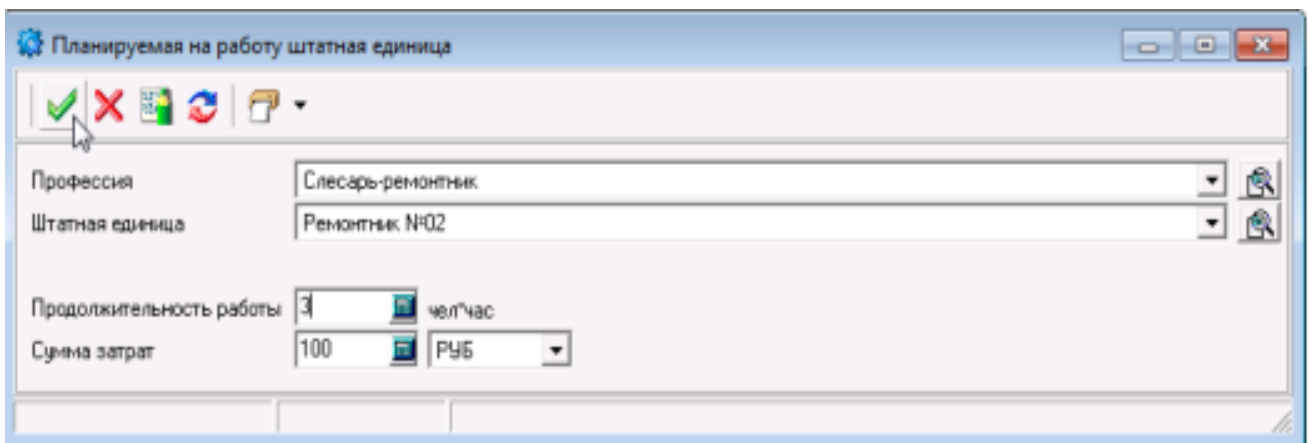 Планируемая на работу штатная единица
Профессия Слесарь-ремонтник
Штатная единица Ремонтник №02
Продолжительность работы 3 чел*час
Сумма затрат 100 РУБ